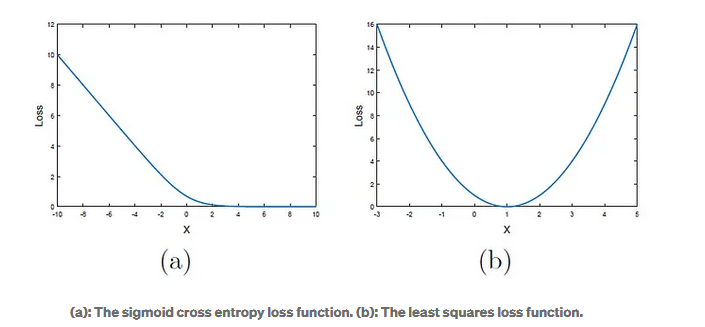 12
10
8
6
4
2
0
Loss
-10 -8 -6 -4 -2 0 2 4 6 8 10
x
(a)
16
14
12
10
8
6
4
2
0
Loss
-3 -2 -1 0 1 2 3 4 5
x
(b)
(a): The sigmoid cross entropy loss function. (b): The least squares loss function.